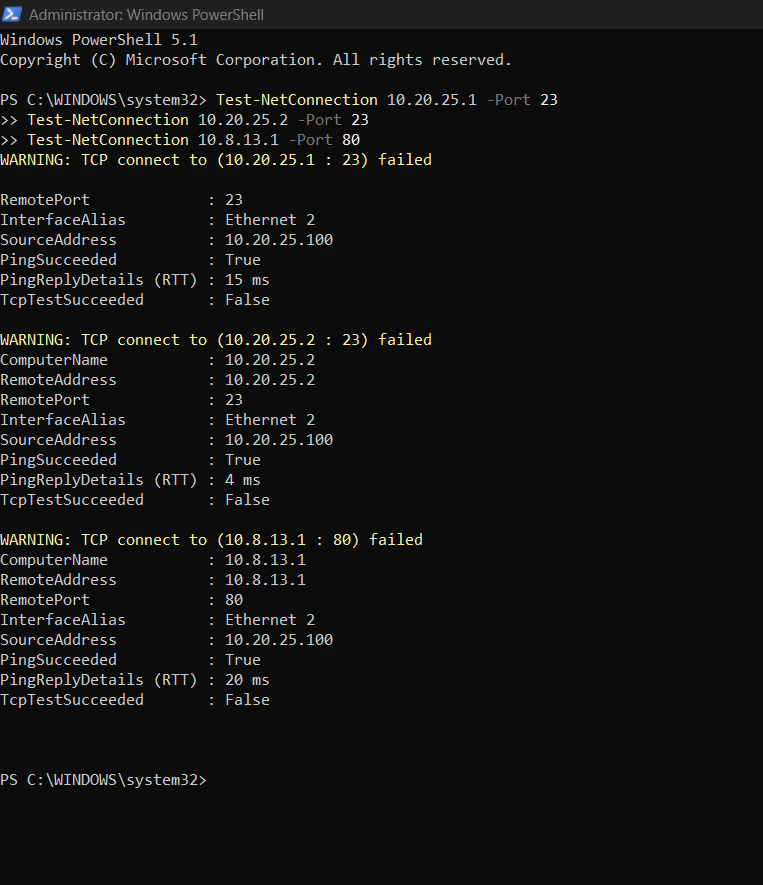 Administrator: Windows PowerShell
Windows PowerShell 5.1
Copyright (C) Microsoft Corporation. All rights reserved.
PS C:\WINDOWS\system32> Test-NetConnection 10.20.25.1 -Port 23
>> Test-NetConnection 10.20.25.2 -Port 23
>> Test-NetConnection 10.8.13.1 -Port 80
WARNING: TCP connect to (10.20.25.1 : 23) failed
RemotePort : 23
InterfaceAlias : Ethernet 2
SourceAddress : 10.20.25.100
PingSucceeded : True
PingReplyDetails (RTT) : 15 ms
TcpTestSucceeded : False
WARNING: TCP connect to (10.20.25.2 : 23) failed
ComputerName : 10.20.25.2
RemoteAddress : 10.20.25.2
RemotePort : 23
InterfaceAlias : Ethernet 2
SourceAddress : 10.20.25.100
PingSucceeded : True
PingReplyDetails (RTT) : 4 ms
TcpTestSucceeded : False
WARNING: TCP connect to (10.8.13.1 : 80) failed
ComputerName : 10.8.13.1
RemoteAddress : 10.8.13.1
RemotePort : 80
InterfaceAlias : Ethernet 2
SourceAddress : 10.20.25.100
PingSucceeded : True
PingReplyDetails (RTT) : 20 ms
TcpTestSucceeded : False
PS C:\WINDOWS\system32>